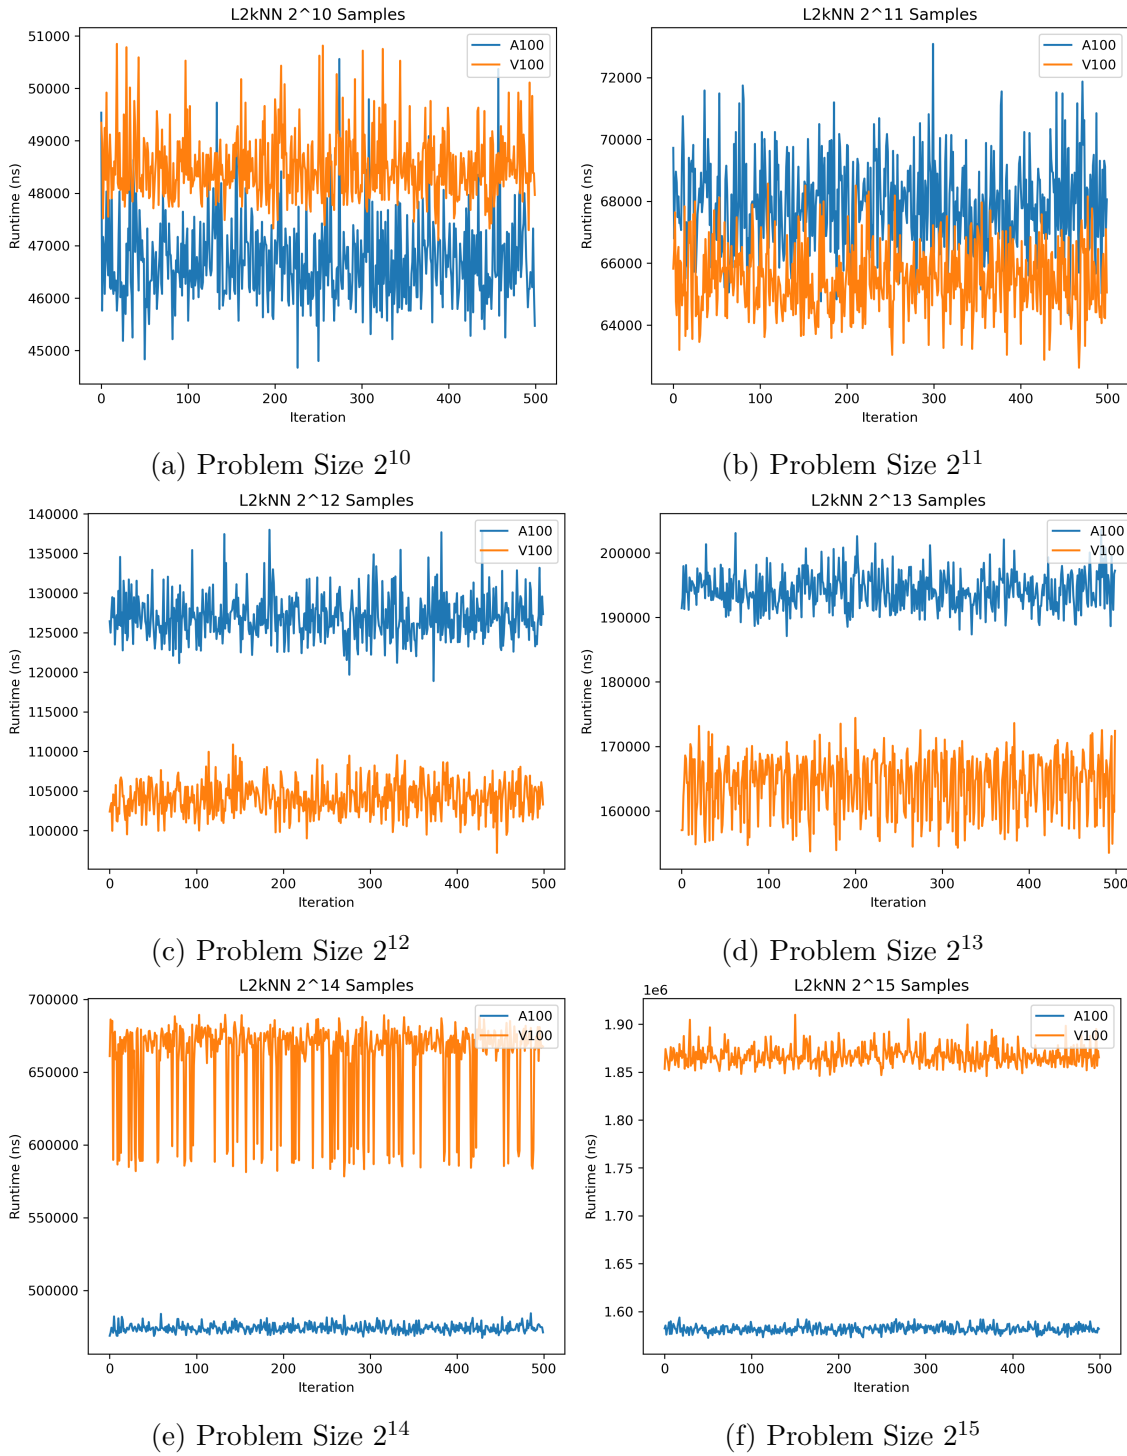 L2kNN 2^10 Samples
51000
50000
49000
48000
47000
46000
45000
Runtime (ns)
A100
V100
0 100 200 300 400 500
Iteration
(a) Problem Size 2^10
L2kNN 2^11 Samples
72000
70000
68000
66000
64000
Runtime (ns)
A100
V100
0 100 200 300 400 500
Iteration
(b) Problem Size 2^11
L2kNN 2^12 Samples
140000
135000
130000
125000
120000
115000
110000
105000
100000
Runtime (ns)
A100
V100
0 100 200 300 400 500
Iteration
(c) Problem Size 2^12
L2kNN 2^13 Samples
200000
190000
180000
170000
160000
Runtime (ns)
A100
V100
0 100 200 300 400 500
Iteration
(d) Problem Size 2^13
L2kNN 2^14 Samples
700000
650000
600000
550000
500000
Runtime (ns)
A100
V100
0 100 200 300 400 500
Iteration
(e) Problem Size 2^14
L2kNN 2^15 Samples
1e6
1.90
1.85
1.80
1.75
1.70
1.65
1.60
Runtime (ns)
A100
V100
0 100 200 300 400 500
Iteration
(f) Problem Size 2^15